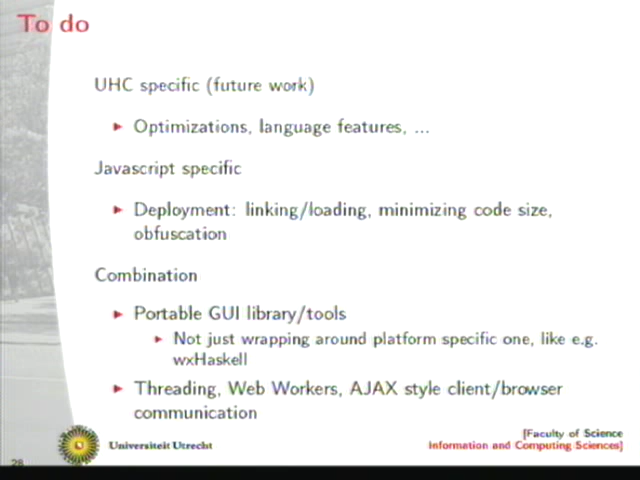 To do
UHC specific (future work)
Optimizations, language features, ...
Javascript specific
Deployment: linking/loading, minimizing code size,
obfuscation
Combination
Portable GUI library/tools
Not just wrapping around platform specific one, like e.g.
wxHaskell
Threading, Web Workers, AJAX style client/browser
communication
Universiteit Utrecht
[Faculty of Science
Information and Computing Sciences]
28